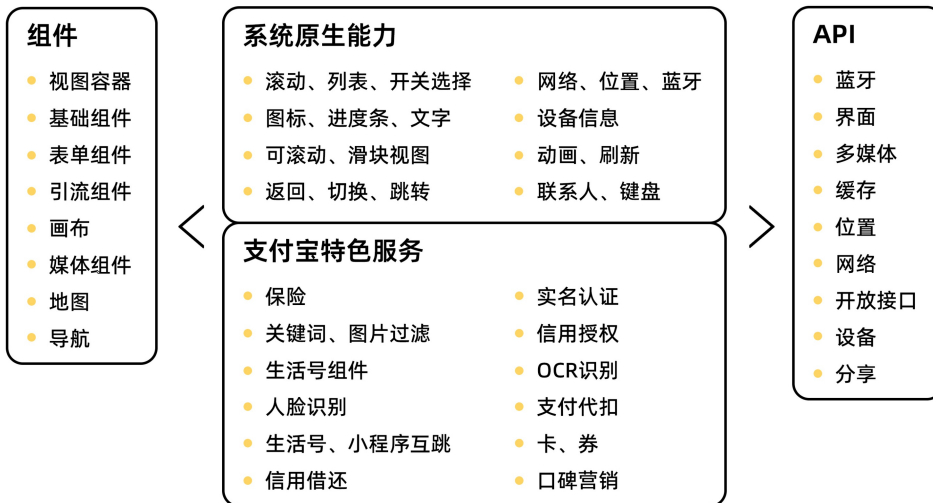 组件
视图容器
基础组件
表单组件
引流组件
画布
媒体组件
地图
导航
系统原生能力
滚动、列表、开关选择
图标、进度条、文字
可滚动、滑块视图
返回、切换、跳转
网络、位置、蓝牙
设备信息
动画、刷新
联系人、键盘
支付宝特色服务
保险
关键词、图片过滤
生活号组件
人脸识别
生活号、小程序互跳
信用借还
实名认证
信用授权
OCR识别
支付代扣
卡、券
口碑营销
API
蓝牙
界面
多媒体
缓存
位置
网络
开放接口
设备
分享